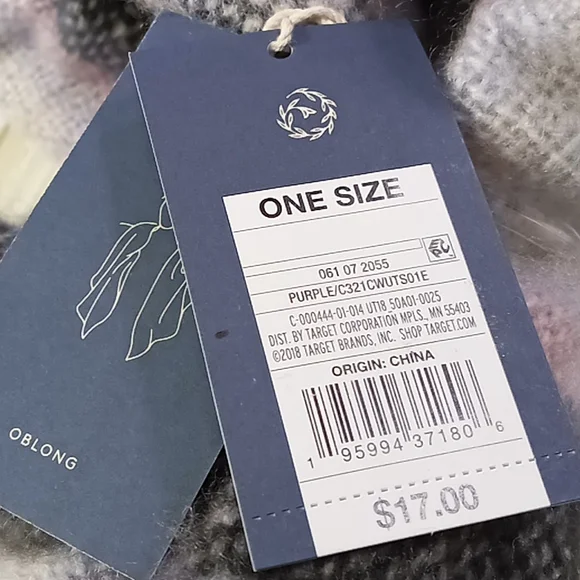 ONE SIZE
061 07 2055
PURPLE/C321CWUTS01E
C-000444-01-014 UT18 50A01-0025
DIST. BY TARGET CORPORATION MPLS., MN 55403
©2018 TARGET BRANDS, INC. SHOP TARGET.COM
ORIGIN: CHINA
1 95994 37180 6
$17.00
OBLONG